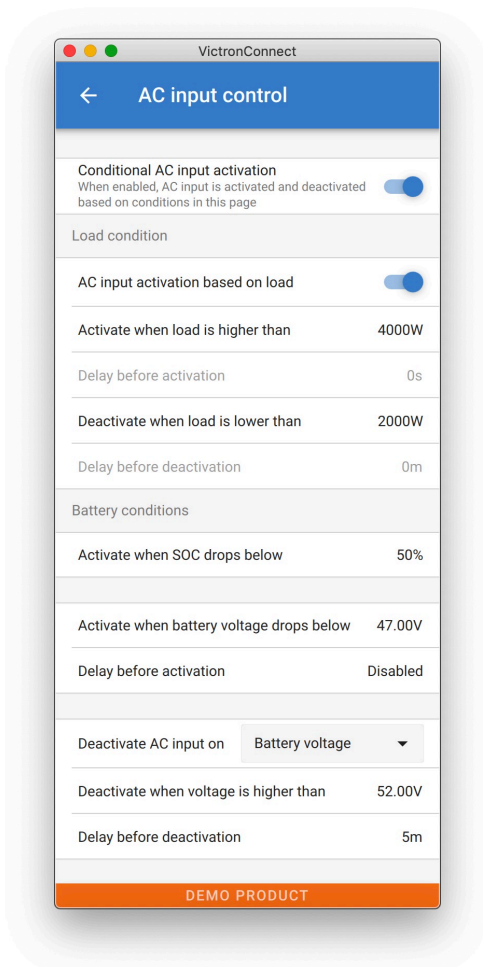 VictronConnect
AC input control
Conditional AC input activation
When enabled, AC input is activated and deactivated
based on conditions in this page
Load condition
AC input activation based on load
Activate when load is higher than 4000W
Delay before activation 0s
Deactivate when load is lower than 2000W
Delay before deactivation 0m
Battery conditions
Activate when SOC drops below 50%
Activate when battery voltage drops below 47.00V
Delay before activation Disabled
Deactivate AC input on Battery voltage
Deactivate when voltage is higher than 52.00V
Delay before deactivation 5m
DEMO PRODUCT